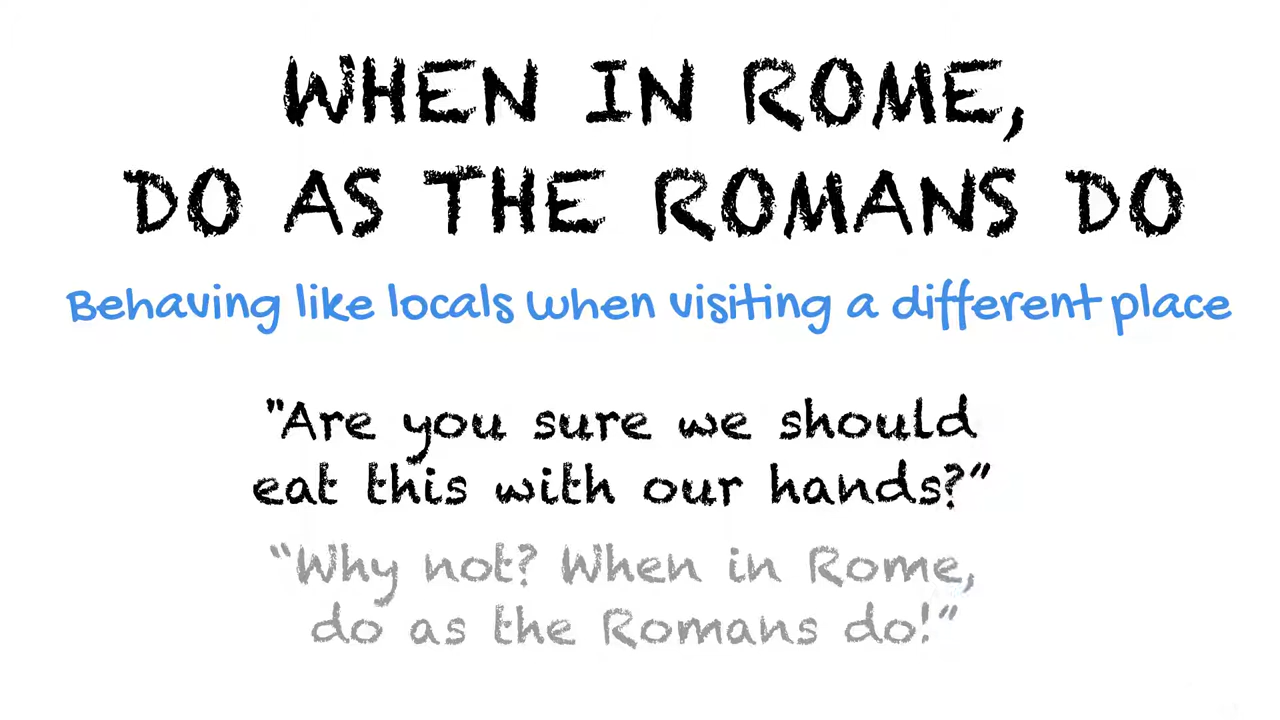 WHEN IN ROME,
DO AS THE ROMANS DO
Behaving like locals when visiting a different place
"Are you sure we should
eat this with our hands?”
“Why not? When in Rome,
do as the Romans do!”